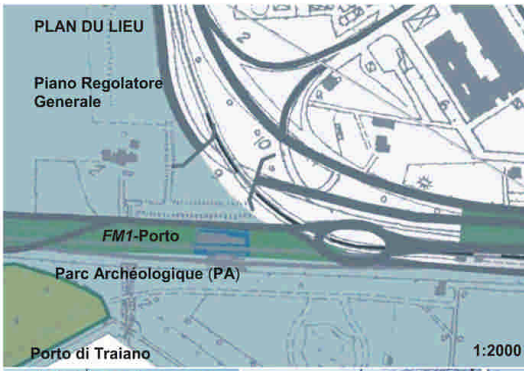 PLAN DU LIEU
Piano Regolatore
Generale
FM1-Porto
Parc Archéologique (PA)
Porto di Traiano
1:2000